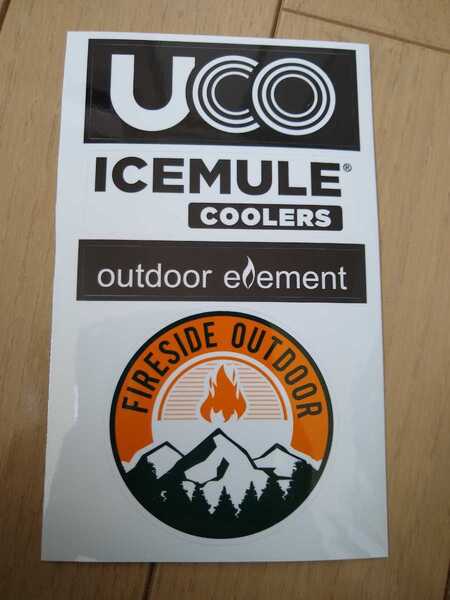 UCO
ICEMULE®
COOLERS
outdoor element
FIRESIDE OUTDOOR